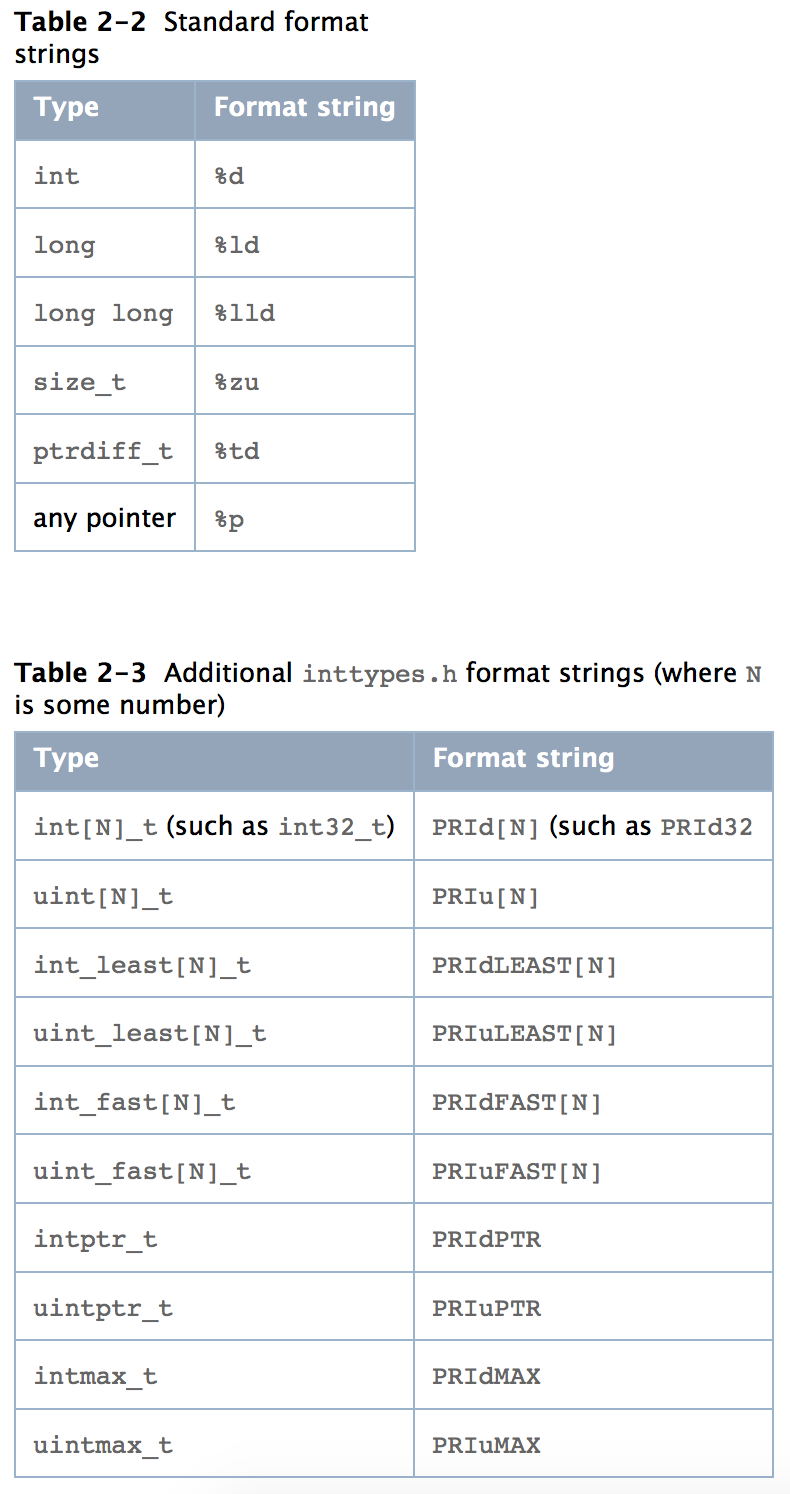 Table 2-2 Standard format
strings
Type Format string
int %d
long %ld
long long %lld
size_t %zu
ptrdiff_t %td
any pointer %p
Table 2-3 Additional inttypes.h format strings (where N
is some number)
Type Format string
int[N]_t (such as int32_t) PRId[N] (such as PRId32
uint[N]_t PRIu[N]
int_least[N]_t PRIdLEAST[N]
uint_least[N]_t PRIuLEAST[N]
int_fast[N]_t PRIdFAST[N]
uint_fast[N]_t PRIuFAST[N]
intptr_t PRIdPTR
uintptr_t PRIuPTR
intmax_t PRIdMAX
uintmax_t PRIuMAX